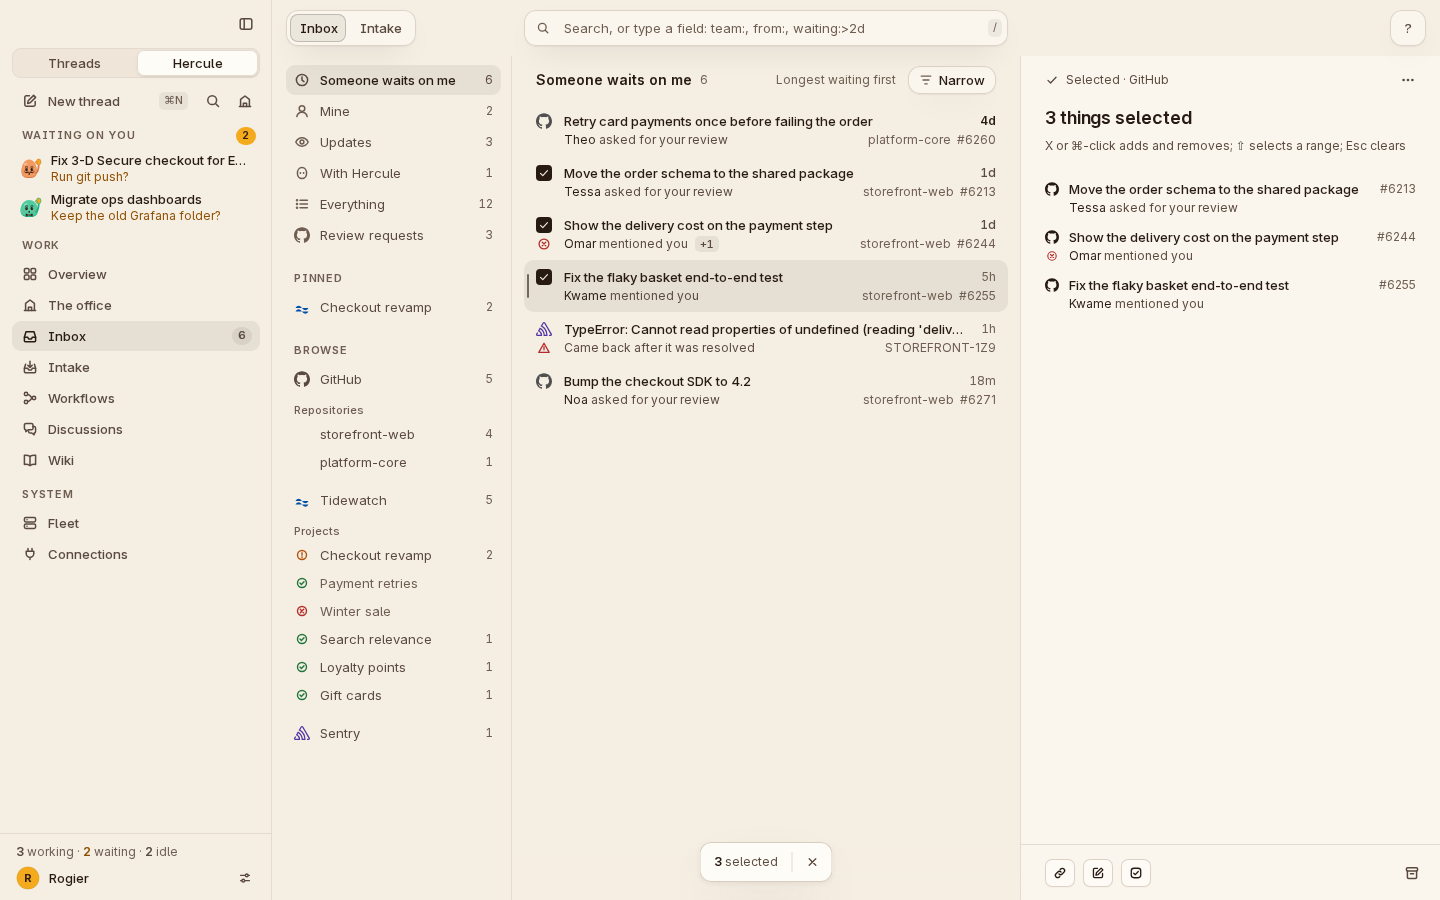 Threads
Hercule
New thread
⌘N
WAITING ON YOU
2
Fix 3-D Secure checkout for E…
Run git push?
Migrate ops dashboards
Keep the old Grafana folder?
WORK
Overview
The office
Inbox
6
Intake
Workflows
Discussions
Wiki
SYSTEM
Fleet
Connections
3 working · 2 waiting · 2 idle
R
Rogier
Inbox
Intake
Someone waits on me
6
Mine
2
Updates
3
With Hercule
1
Everything
12
Review requests
3
PINNED
Checkout revamp
2
BROWSE
GitHub
5
Repositories
storefront-web
4
platform-core
1
Tidewatch
5
Projects
Checkout revamp
2
Payment retries
Winter sale
Search relevance
1
Loyalty points
1
Gift cards
1
Sentry
1
Search, or type a field: team:, from:, waiting:>2d
/
?
Someone waits on me 6
Longest waiting first
Narrow
Retry card payments once before failing the order
4d
Theo asked for your review
platform-core #6260
Move the order schema to the shared package
1d
Tessa asked for your review
storefront-web #6213
Show the delivery cost on the payment step
1d
Omar mentioned you +1
storefront-web #6244
Fix the flaky basket end-to-end test
5h
Kwame mentioned you
storefront-web #6255
TypeError: Cannot read properties of undefined (reading 'deliv…
1h
Came back after it was resolved
STOREFRONT-1Z9
Bump the checkout SDK to 4.2
18m
Noa asked for your review
storefront-web #6271
3 selected
Selected · GitHub
3 things selected
X or ⌘-click adds and removes; ⇧ selects a range; Esc clears
Move the order schema to the shared package
#6213
Tessa asked for your review
Show the delivery cost on the payment step
#6244
Omar mentioned you
Fix the flaky basket end-to-end test
#6255
Kwame mentioned you